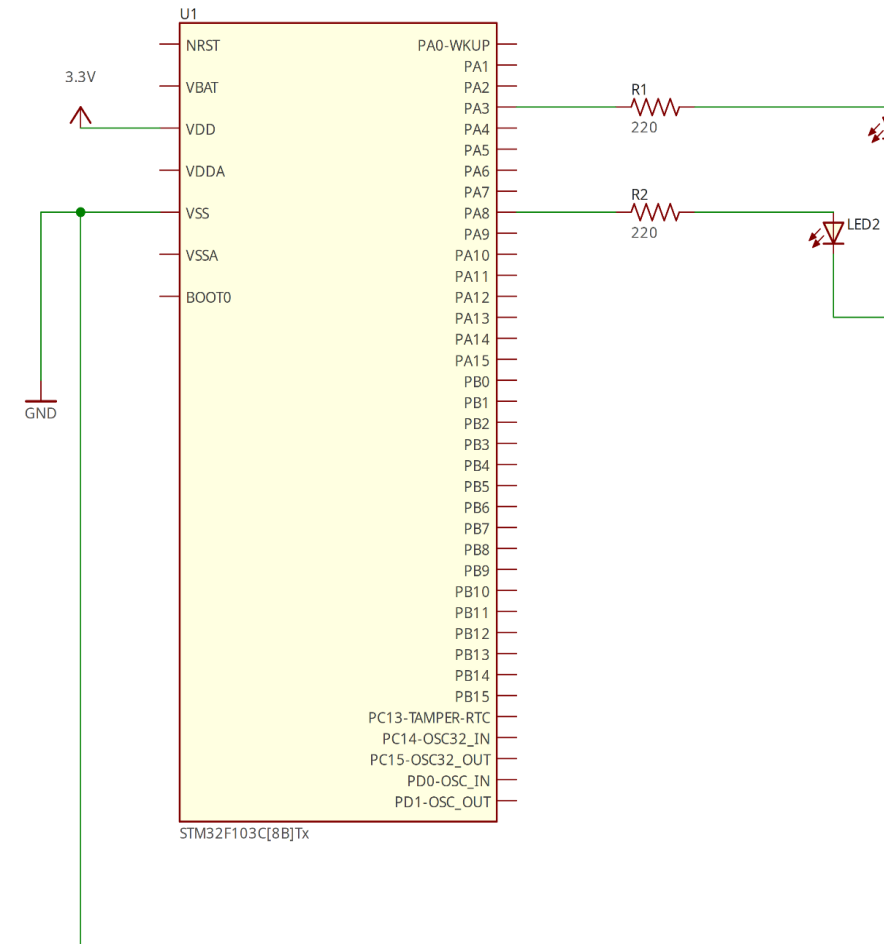 U1
3.3V
NRST
VBAT
VDD
VDDA
VSS
VSSA
BOOT0
GND
PA0-WKUP
PA1
PA2
PA3
PA4
PA5
PA6
PA7
PA8
PA9
PA10
PA11
PA12
PA13
PA14
PA15
PB0
PB1
PB2
PB3
PB4
PB5
PB6
PB7
PB8
PB9
PB10
PB11
PB12
PB13
PB14
PB15
PC13-TAMPER-RTC
PC14-OSC32_IN
PC15-OSC32_OUT
PD0-OSC_IN
PD1-OSC_OUT
STM32F103C[8B]Tx
R1
220
R2
220
LED2